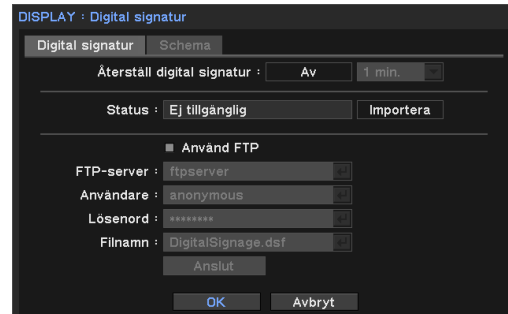 DISPLAY : Digital signatur
Digital signatur Schema
Återställ digital signatur : Av 1 min.
Status : Ej tillgänglig Importera
Använd FTP
FTP-server : ftpserver
Användare : anonymous
Lösenord : ********
Filnamn : DigitalSignage.dsf
Anslut
OK Avbryt